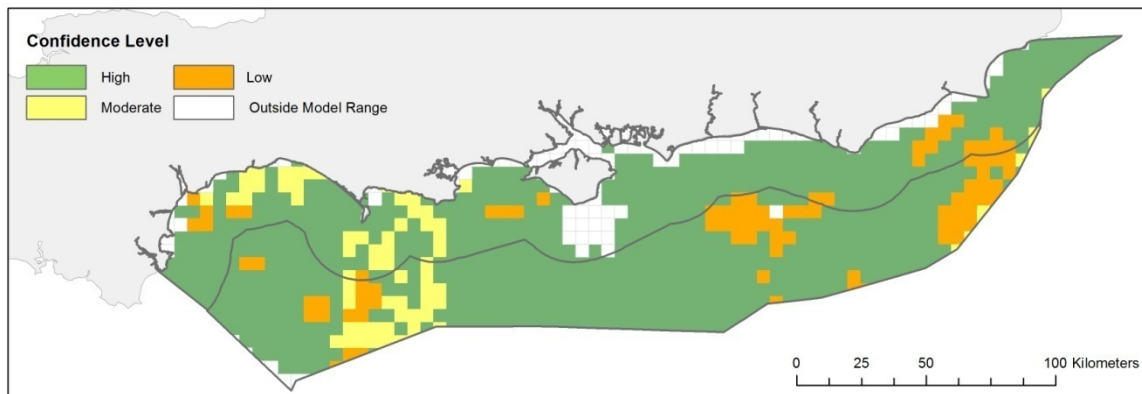 Confidence Level
High
Low
Moderate
Outside Model Range
0 25 50 100 Kilometers